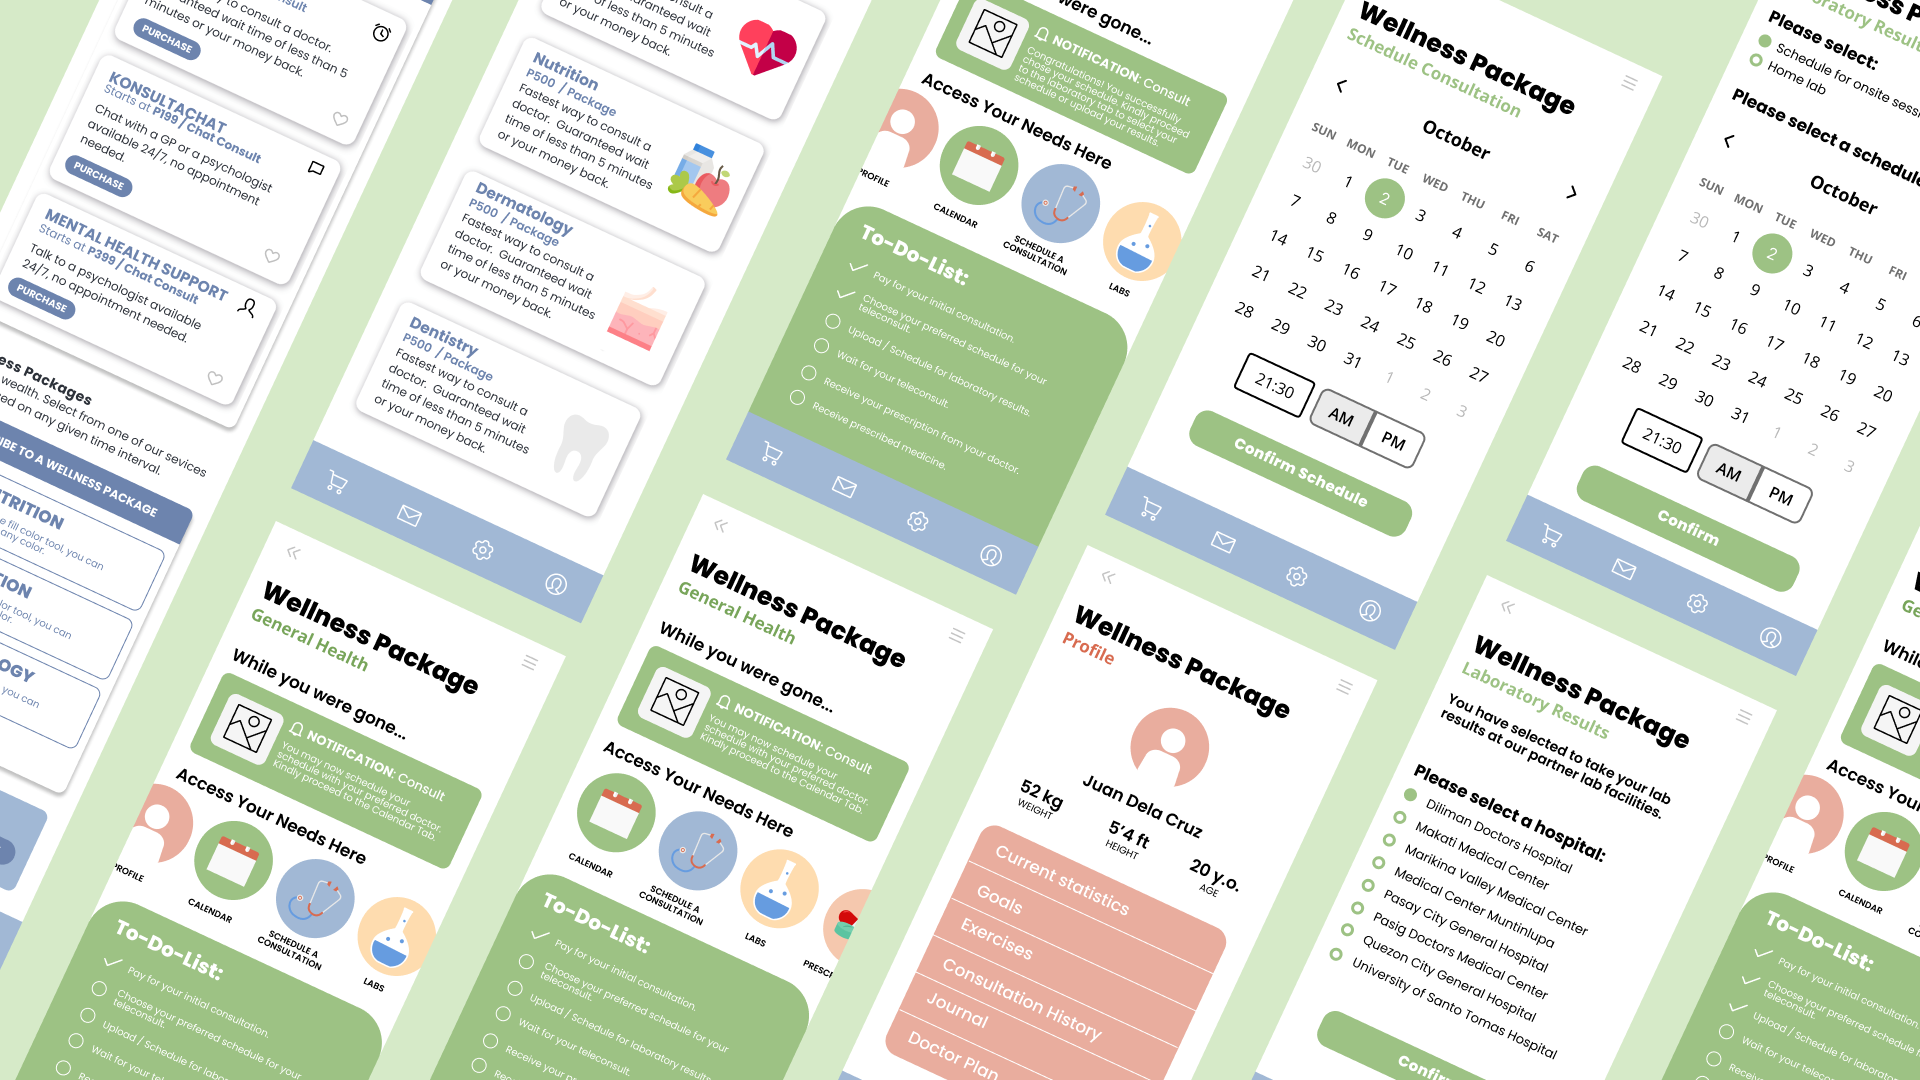 consult a doctor.
wait time of less than 5
minutes or your money back.
PURCHASE
KONSULTACHAT
Starts at P199 / Chat Consult
Chat with a GP or a psychologist
available 24/7, no appointment
needed.
PURCHASE
MENTAL HEALTH SUPPORT
Starts at P399 / Chat Consult
Talk to a psychologist available
24/7, no appointment needed.
PURCHASE
Packages
wealth. Select from one of our sevices
on any given time interval.
TO A WELLNESS PACKAGE
fill color tool, you can
any color.
tool, you can
you can
consult a
wait
of less than 5 minutes
or your money back.
Nutrition
P500 / Package
Fastest way to consult a
doctor. Guaranteed wait
time of less than 5 minutes
or your money back.
Dermatology
P500 / Package
Fastest way to consult a
doctor. Guaranteed wait
time of less than 5 minutes
or your money back.
Dentistry
P500 / Package
Fastest way to consult a
doctor. Guaranteed wait
time of less than 5 minutes
or your money back.
were gone...
NOTIFICATION: Consult
Congratulations! You successfully
chose your schedule. Kindly proceed
to the laboratory tab to select your
schedule or upload your results.
Access Your Needs Here
PROFILE
CALENDAR
SCHEDULE A
CONSULTATION
LABS
To-Do-List:
Pay for your initial consultation.
Choose your preferred schedule for your
teleconsult.
Upload / Schedule for laboratory results.
Wait for your teleconsult.
Receive your prescription from your doctor.
Receive prescribed medicine.
Wellness Package
Schedule Consultation
October
SUN MON TUE WED THU FRI SAT
30 1 2 3 4 5 6
7 8 9 10 11 12 13
14 15 16 17 18 19 20
21 22 23 24 25 26 27
28 29 30 31 1 2 3
21:30 AM PM
Confirm Schedule
Please select:
Schedule for onsite
Home lab
Please select a schedule
October
SUN MON TUE WED THU FRI
30 1 2 3 4 5 6
7 8 9 10 11 12 13
14 15 16 17 18 19 20
21 22 23 24 25 26 27
28 29 30 31 1 2 3
21:30 AM PM
Confirm
Wellness Package
General Health
While you were gone...
NOTIFICATION: Consult
You may now schedule your
schedule with your preferred doctor.
Kindly proceed to the Calendar Tab.
Access Your Needs Here
PROFILE
CALENDAR
SCHEDULE A
CONSULTATION
LABS
To-Do-List:
Pay for your initial consultation.
Choose your preferred schedule for your
teleconsult.
Upload / Schedule for
Wait for your
Wellness Package
General Health
While you were gone...
NOTIFICATION: Consult
You may now schedule your
schedule with your preferred doctor.
Kindly proceed to the Calendar Tab.
Access Your Needs Here
CALENDAR
SCHEDULE A
CONSULTATION
LABS
To-Do-List:
Pay for your initial consultation.
Choose your preferred schedule for your
teleconsult.
Upload / Schedule for laboratory results.
Wait for your teleconsult.
Receive your
Wellness Package
Profile
Juan Dela Cruz
52 kg
WEIGHT
5'4 ft
HEIGHT
20 y.o.
AGE
Current statistics
Goals
Exercises
Consultation History
Journal
Doctor Plan
Wellness Package
Laboratory Results
You have selected to take your lab
results at our partner lab facilities.
Please select a hospital:
Diliman Doctors Hospital
Makati Medical Center
Marikina Valley Medical Center
Medical Center Muntinlupa
Pasay City General Hospital
Pasig Doctors Medical Center
Quezon City General Hospital
University of Santo Tomas Hospital
Confirm
Access Your
PROFILE
CALENDAR
To-Do-List:
Pay for your initial consultation.
Choose your preferred
teleconsult.
Upload / Schedule for
Wait for your teleconsult.